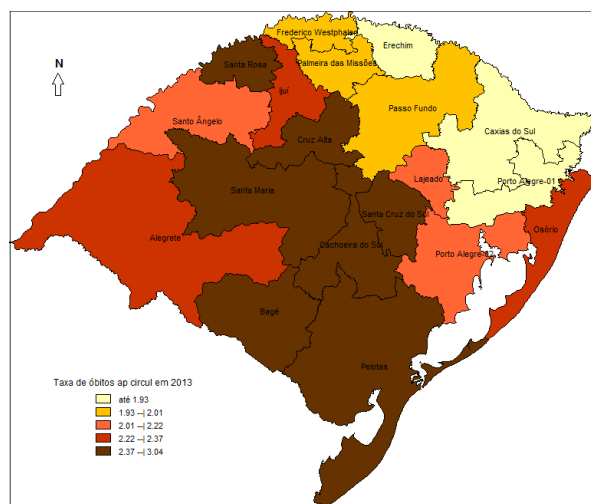 N
Frederico Westphalen
Erechim
Santa Rosa
Palmeira das Missões
Ijuí
Passo Fundo
Santo Ângelo
Cruz Alta
Caxias do Sul
Lajeado
Porto Alegre-01
Santa Maria
Santa Cruz do Sul
Osório
Alegrete
Cachoeira do Sul
Porto Alegre-02
Bagé
Pelotas
Taxa de óbitos ap circul em 2013
até 1.93
1.93 --| 2.01
2.01 --| 2.22
2.22 --| 2.37
2.37 --| 3.04